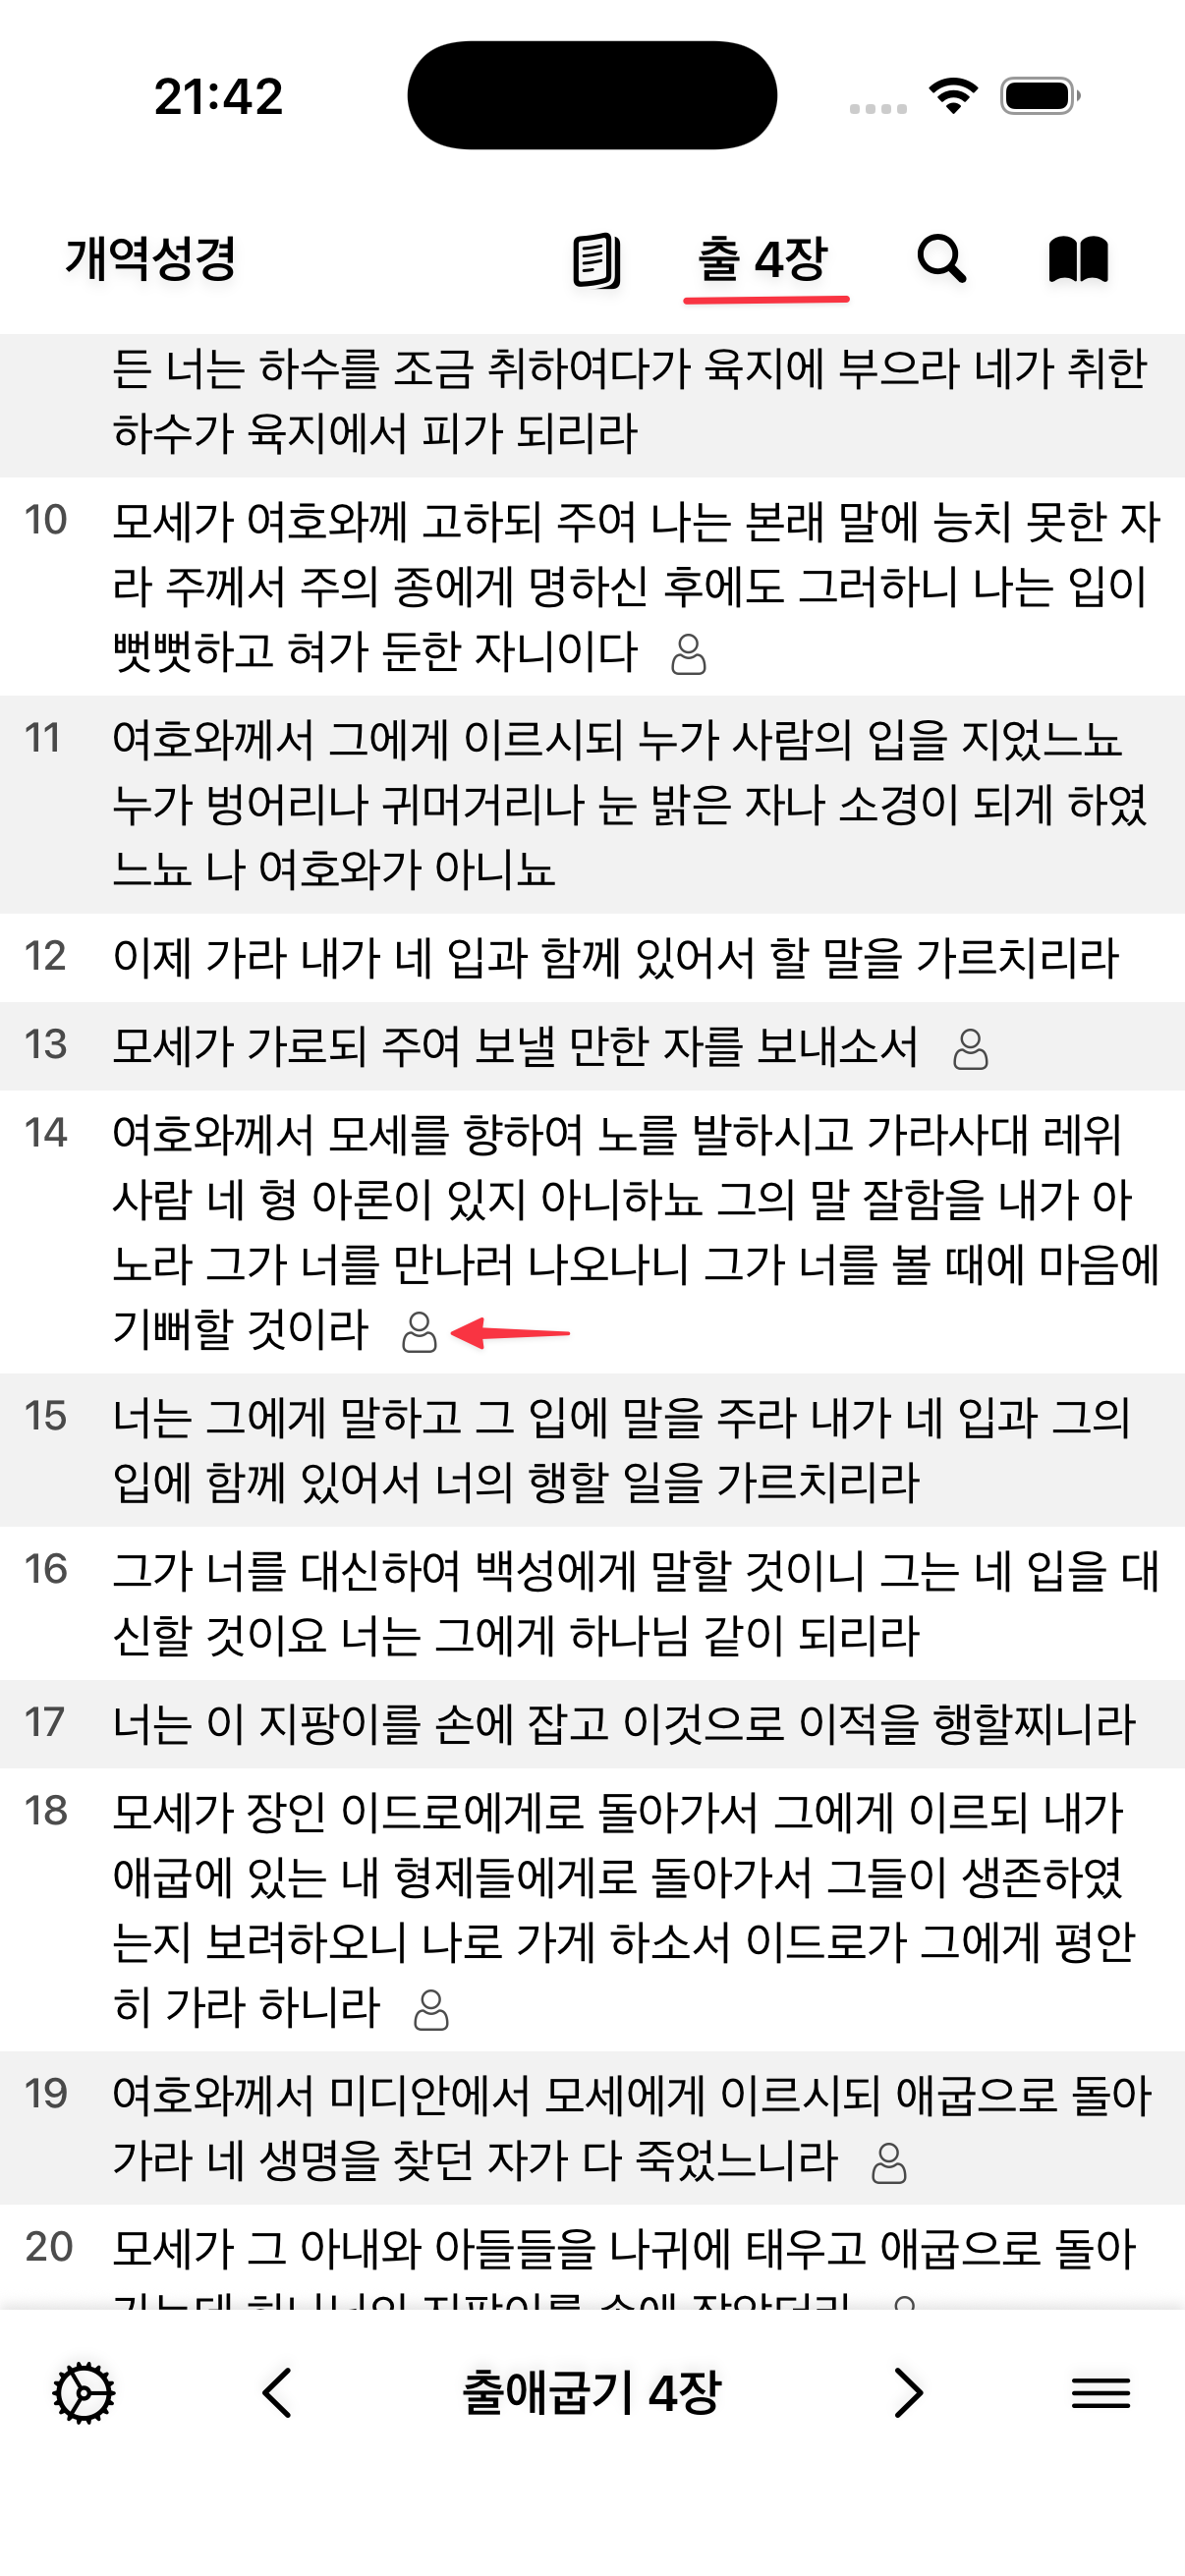 21:42
개역성경 출 4장
든 너는 하수를 조금 취하여다가 육지에 부으라 네가 취한
하수가 육지에서 피가 되리라
10 모세가 여호와께 고하되 주여 나는 본래 말에 능치 못한 자
라 주께서 주의 종에게 명하신 후에도 그러하니 나는 입이
뻣뻣하고 혀가 둔한 자니이다
11 여호와께서 그에게 이르시되 누가 사람의 입을 지었느뇨
누가 벙어리나 귀머거리나 눈 밝은 자나 소경이 되게 하였
느뇨 나 여호와가 아니뇨
12 이제 가라 내가 네 입과 함께 있어서 할 말을 가르치리라
13 모세가 가로되 주여 보낼 만한 자를 보내소서
14 여호와께서 모세를 향하여 노를 발하시고 가라사대 레위
사람 네 형 아론이 있지 아니하뇨 그의 말 잘함을 내가 아
노라 그가 너를 만나러 나오나니 그가 너를 볼 때에 마음에
기뻐할 것이라
15 너는 그에게 말하고 그 입에 말을 주라 내가 네 입과 그의
입에 함께 있어서 너의 행할 일을 가르치리라
16 그가 너를 대신하여 백성에게 말할 것이니 그는 네 입을 대
신할 것이요 너는 그에게 하나님 같이 되리라
17 너는 이 지팡이를 손에 잡고 이것으로 이적을 행할찌니라
18 모세가 장인 이드로에게로 돌아가서 그에게 이르되 내가
애굽에 있는 내 형제들에게로 돌아가서 그들이 생존하였
는지 보려하오니 나로 가게 하소서 이드로가 그에게 평안
히 가라 하니라
19 여호와께서 미디안에서 모세에게 이르시되 애굽으로 돌아
가라 네 생명을 찾던 자가 다 죽었느니라
20 모세가 그 아내와 아들들을 나귀에 태우고 애굽으로 돌아
출애굽기 4장